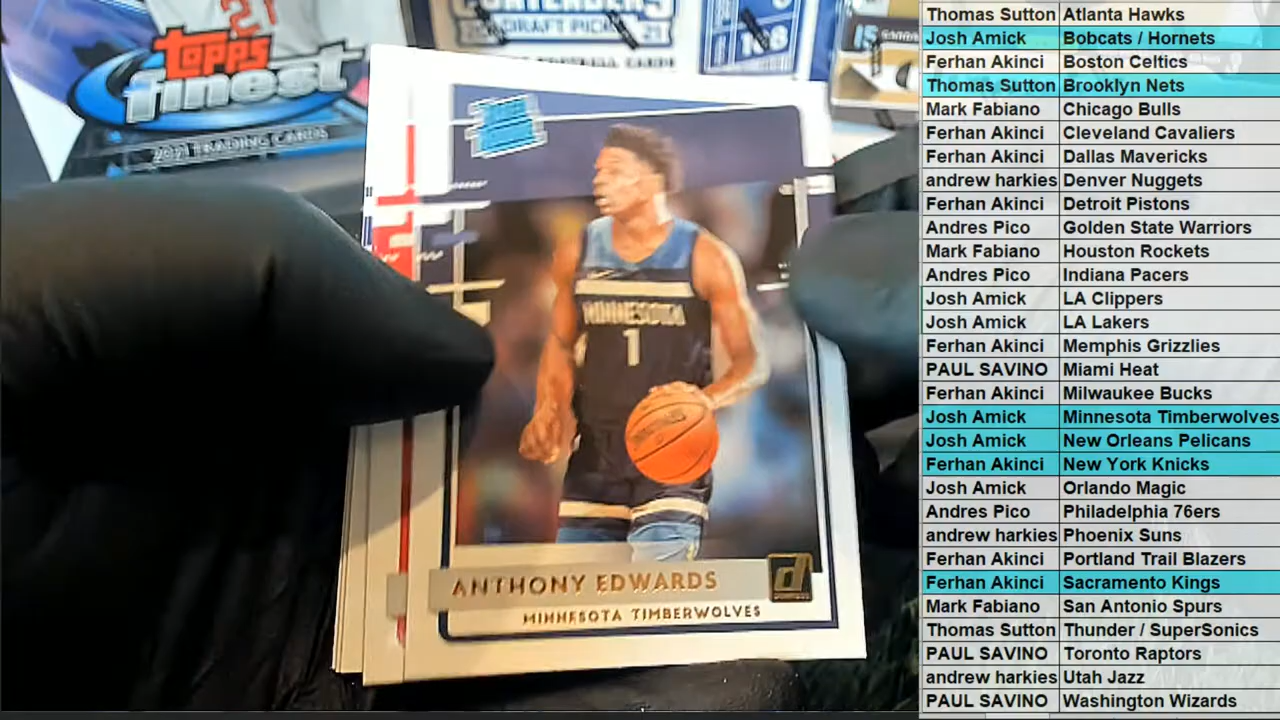 TOPPS
finest
2021 TRADING CARDS
CONTENDERS
DRAFT PICKS 21
MINNESOTA
1
ANTHONY EDWARDS
d
MINNESOTA TIMBERWOLVES
Thomas Sutton Atlanta Hawks
Josh Amick Bobcats / Hornets
Ferhan Akinci Boston Celtics
Thomas Sutton Brooklyn Nets
Mark Fabiano Chicago Bulls
Ferhan Akinci Cleveland Cavaliers
Ferhan Akinci Dallas Mavericks
andrew harkies Denver Nuggets
Ferhan Akinci Detroit Pistons
Andres Pico Golden State Warriors
Mark Fabiano Houston Rockets
Andres Pico Indiana Pacers
Josh Amick LA Clippers
Josh Amick LA Lakers
Ferhan Akinci Memphis Grizzlies
PAUL SAVINO Miami Heat
Ferhan Akinci Milwaukee Bucks
Josh Amick Minnesota Timberwolves
Josh Amick New Orleans Pelicans
Ferhan Akinci New York Knicks
Josh Amick Orlando Magic
Andres Pico Philadelphia 76ers
andrew harkies Phoenix Suns
Ferhan Akinci Portland Trail Blazers
Ferhan Akinci Sacramento Kings
Mark Fabiano San Antonio Spurs
Thomas Sutton Thunder / SuperSonics
PAUL SAVINO Toronto Raptors
andrew harkies Utah Jazz
PAUL SAVINO Washington Wizards